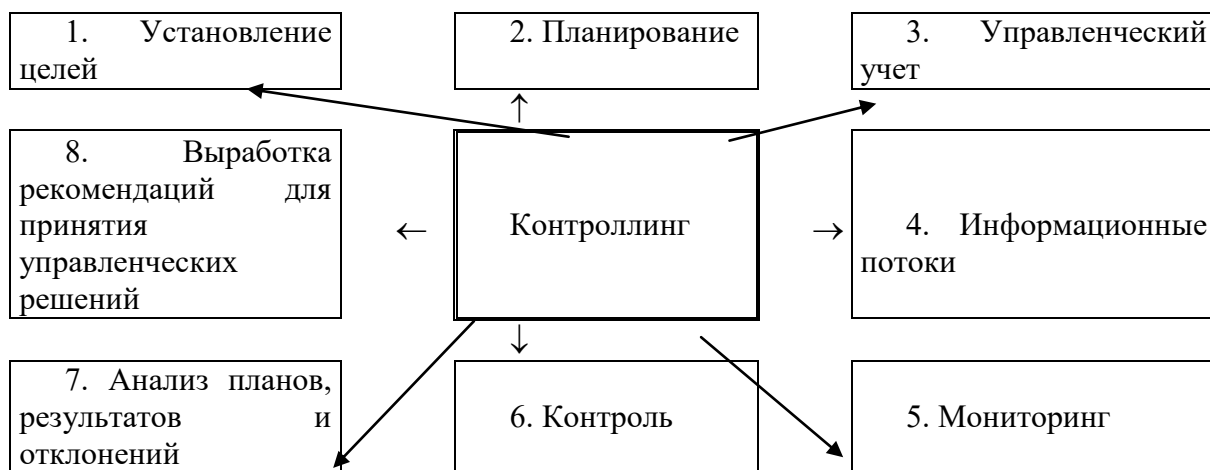 1. Установление
целей
2. Планирование
3. Управленческий
учет
↑
8. Выработка
рекомендаций для
принятия
управленческих
решений
←
Контроллинг
→
4. Информационные
потоки
↓
7. Анализ планов,
результатов и
отклонений
6. Контроль
5. Мониторинг